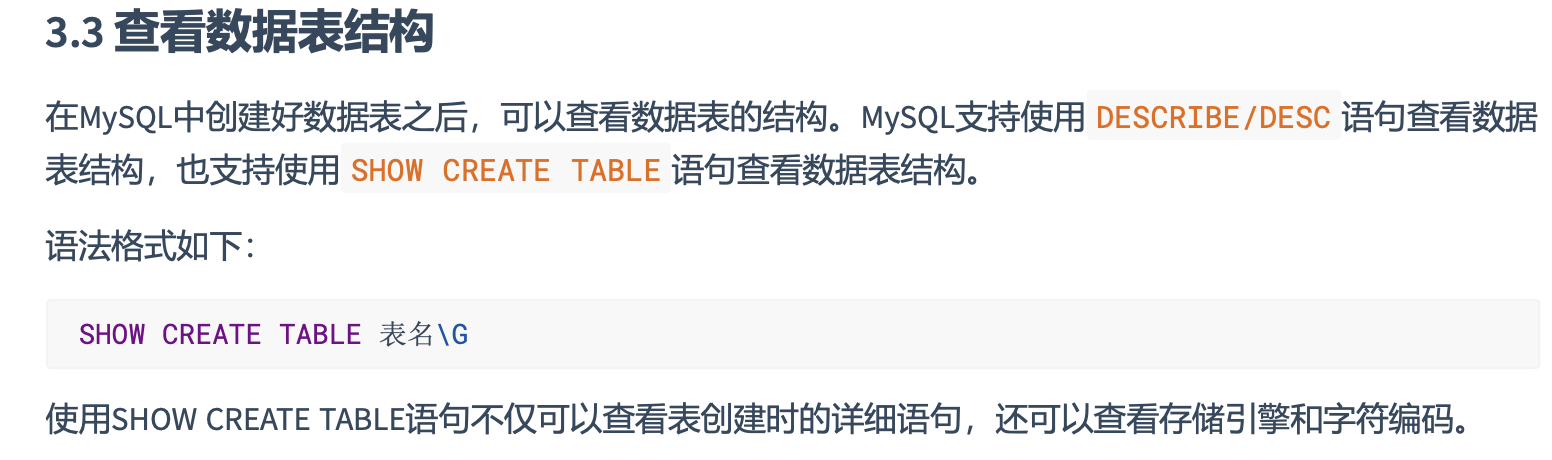 3.3 查看数据表结构
在MySQL中创建好数据表之后，可以查看数据表的结构。MySQL支持使用DESCRIBE/DESC语句查看数据
表结构，也支持使用SHOW CREATE TABLE语句查看数据表结构。
语法格式如下：
SHOW CREATE TABLE 表名\G
使用SHOW CREATE TABLE语句不仅可以查看表创建时的详细语句，还可以查看存储引擎和字符编码。